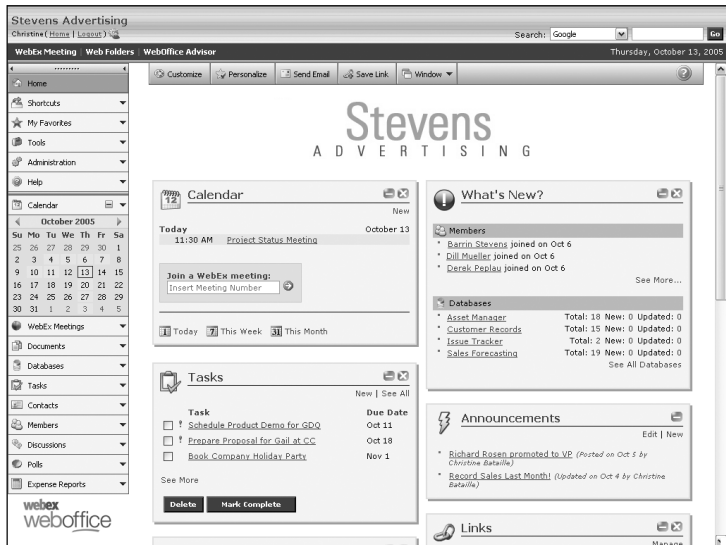 Stevens Advertising
Christine ( Home | Logout )
Search: Google Go
WebEx Meeting | Web Folders | WebOffice Advisor
Thursday, October 13, 2005
Home
Shortcuts
My Favorites
Tools
Administration
Help
Calendar
October 2005
Su Mo Tu We Th Fr Sa
25 26 27 28 29 30 1
2 3 4 5 6 7 8
9 10 11 12 13 14 15
16 17 18 19 20 21 22
23 24 25 26 27 28 29
30 31 1 2 3 4 5
WebEx Meetings
Documents
Databases
Tasks
Contacts
Members
Discussions
Polls
Expense Reports
webex
weboffice
Customize Personalize Send Email Save Link Window ?
Stevens
ADVERTISING
12 Calendar
New
Today October 13
11:30 AM Project Status Meeting
Join a WebEx meeting:
Insert Meeting Number
1 Today 7 This Week 31 This Month
Tasks
New | See All
Task Due Date
! Schedule Product Demo for GDO Oct 11
! Prepare Proposal for Gail at CC Oct 18
Book Company Holiday Party Nov 1
See More
Delete Mark Complete
! What's New?
Members
* Barrin Stevens joined on Oct 6
* Dill Mueller joined on Oct 6
* Derek Peplau joined on Oct 6
See More...
Databases
* Asset Manager Total: 18 New: 0 Updated: 0
* Customer Records Total: 15 New: 0 Updated: 0
* Issue Tracker Total: 2 New: 0 Updated: 0
* Sales Forecasting Total: 19 New: 0 Updated: 0
See All Databases
Announcements
Edit | New
* Richard Rosen promoted to VP (Posted on Oct 5 by
Christine Bataille)
* Record Sales Last Month! (Updated on Oct 4 by Christine
Bataille)
Links
Manage